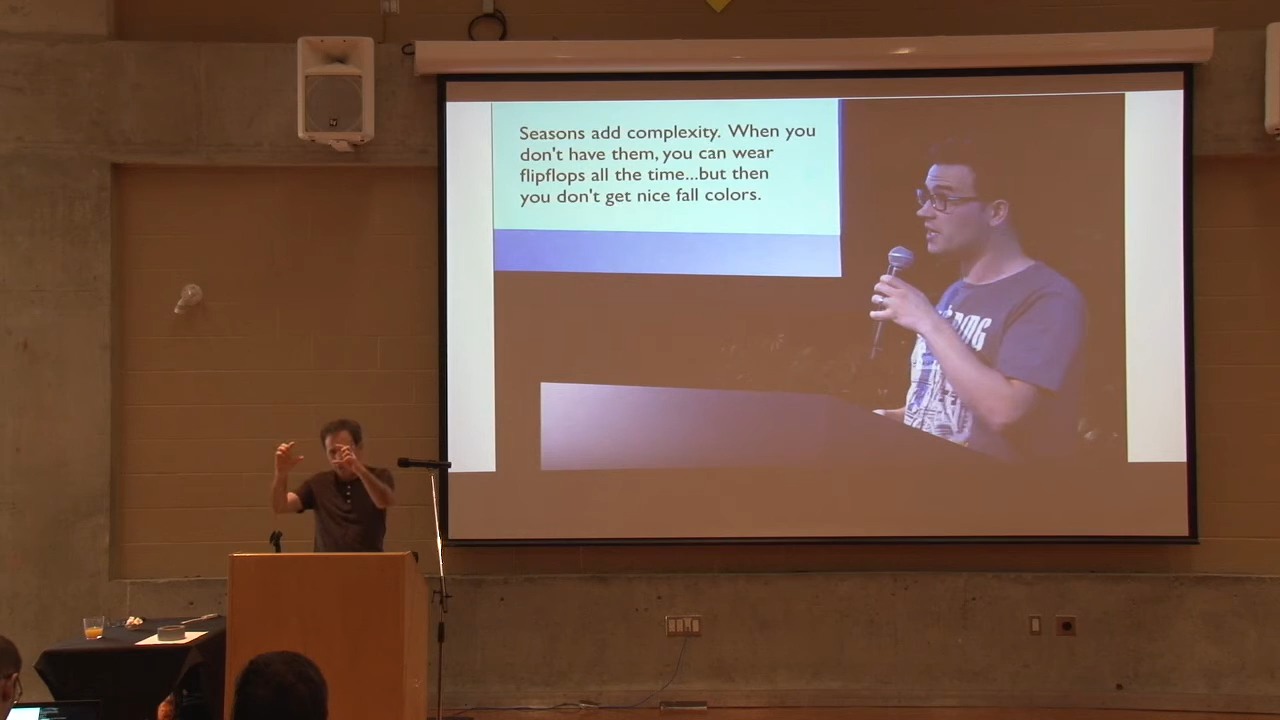 Seasons add complexity. When you
don't have them, you can wear
flipflops all the time...but then
you don't get nice fall colors.